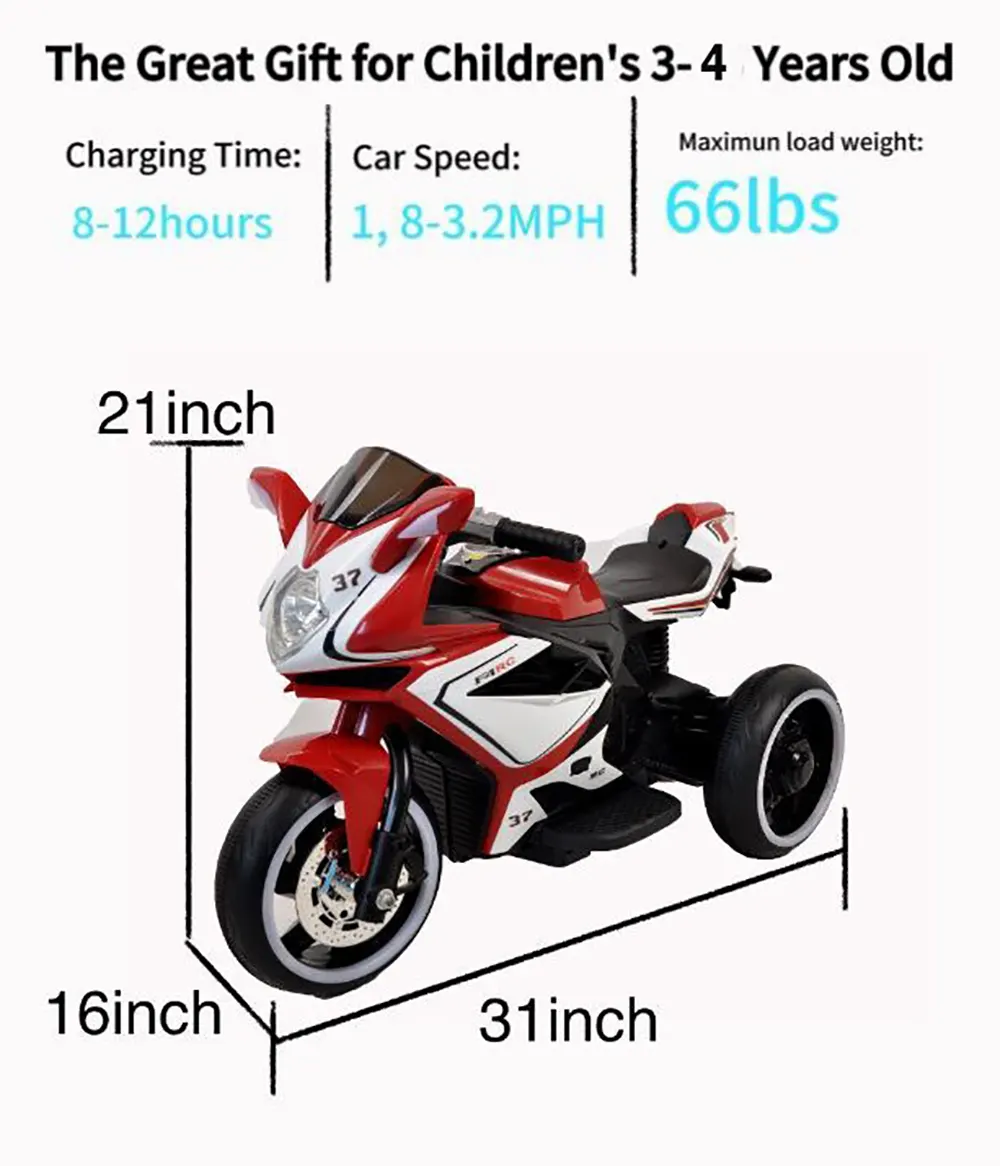 The Great Gift for Children's 3- 4 Years Old
Charging Time:
8-12hours
Car Speed:
1, 8-3.2MPH
Maximun load weight:
66lbs
21inch
37
37
16inch
31inch